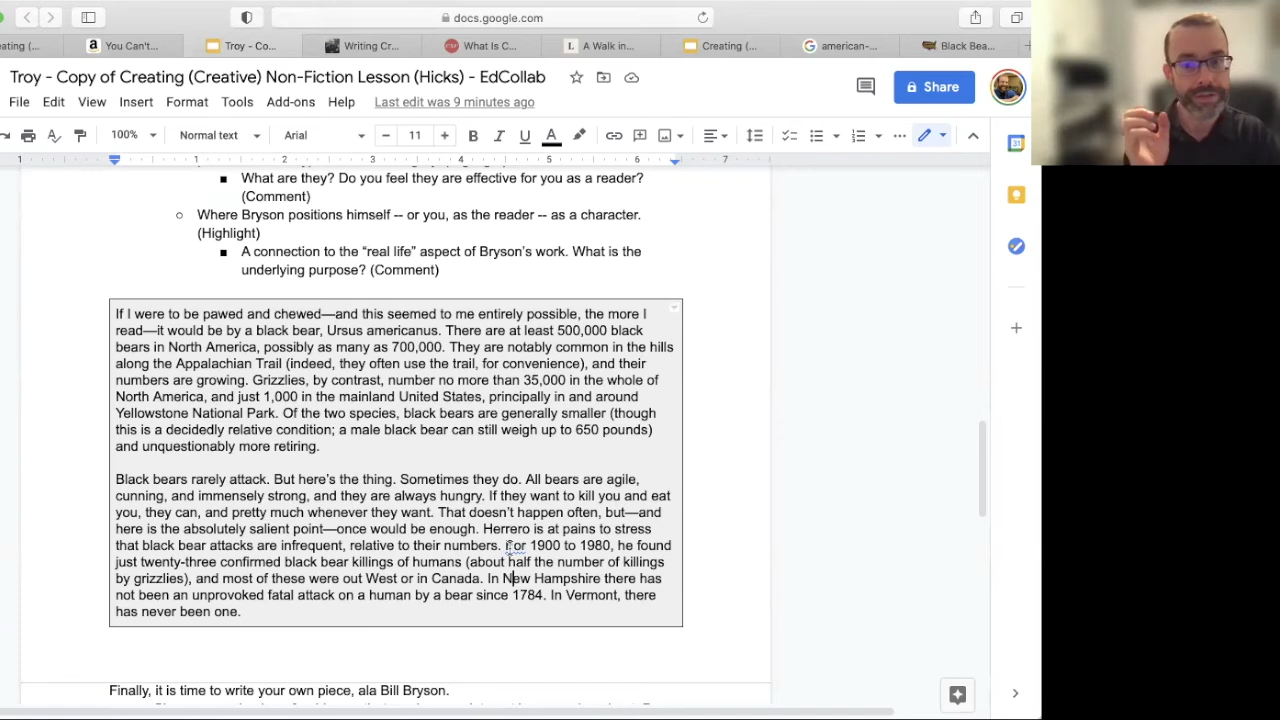 docs.google.com
ating (...
You Can't...
Troy - Co...
Writing Cr...
What Is C...
A Walk in...
Creating (...
american-...
Black Bea...
Troy - Copy of Creating (Creative) Non-Fiction Lesson (Hicks) - EdCollab
Share
File Edit View Insert Format Tools Add-ons Help Last edit was 9 minutes ago
100% Normal text Arial 11 B I U A
1 1 2 3 4 5 6 7
What are they? Do you feel they are effective for you as a reader?
(Comment)
Where Bryson positions himself -- or you, as the reader -- as a character.
(Highlight)
A connection to the “real life” aspect of Bryson’s work. What is the
underlying purpose? (Comment)
If I were to be pawed and chewed—and this seemed to me entirely possible, the more I
read—it would be by a black bear, Ursus americanus. There are at least 500,000 black
bears in North America, possibly as many as 700,000. They are notably common in the hills
along the Appalachian Trail (indeed, they often use the trail, for convenience), and their
numbers are growing. Grizzlies, by contrast, number no more than 35,000 in the whole of
North America, and just 1,000 in the mainland United States, principally in and around
Yellowstone National Park. Of the two species, black bears are generally smaller (though
this is a decidedly relative condition; a male black bear can still weigh up to 650 pounds)
and unquestionably more retiring.
Black bears rarely attack. But here’s the thing. Sometimes they do. All bears are agile,
cunning, and immensely strong, and they are always hungry. If they want to kill you and eat
you, they can, and pretty much whenever they want. That doesn’t happen often, but—and
here is the absolutely salient point—once would be enough. Herrero is at pains to stress
that black bear attacks are infrequent, relative to their numbers. 1900 to 1980, he found
just twenty-three confirmed black bear killings of humans (about half the number of killings
by grizzlies), and most of these were out West or in Canada. In New Hampshire there has
not been an unprovoked fatal attack on a human by a bear since 1784. In Vermont, there
has never been one.
Finally, it is time to write your own piece, ala Bill Bryson.